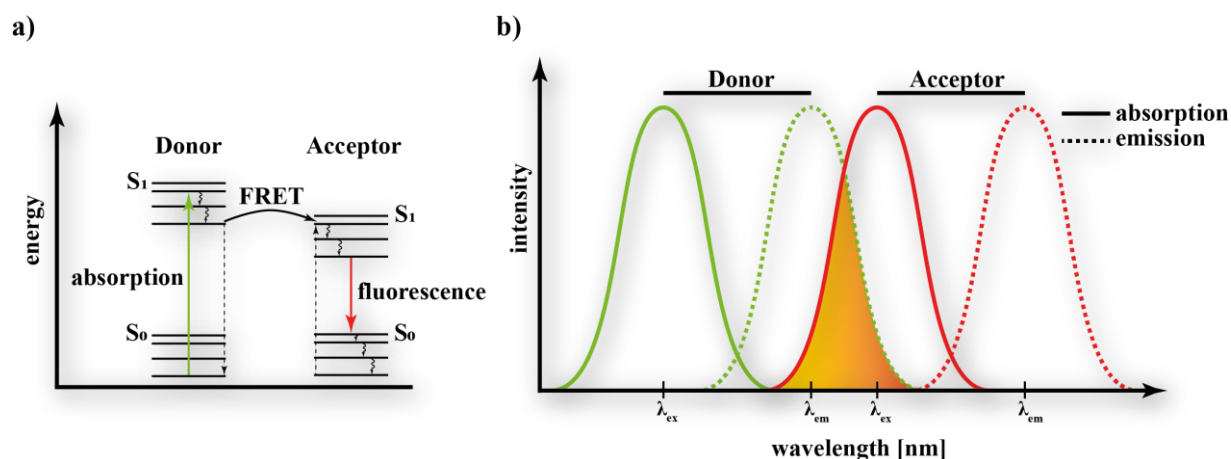 a)
Donor
Acceptor
S₁
FRET
S₁
energy
absorption
fluorescence
S₀
S₀
b)
Donor
Acceptor
absorption
emission
intensity
λex
λem
λex
λem
wavelength [nm]